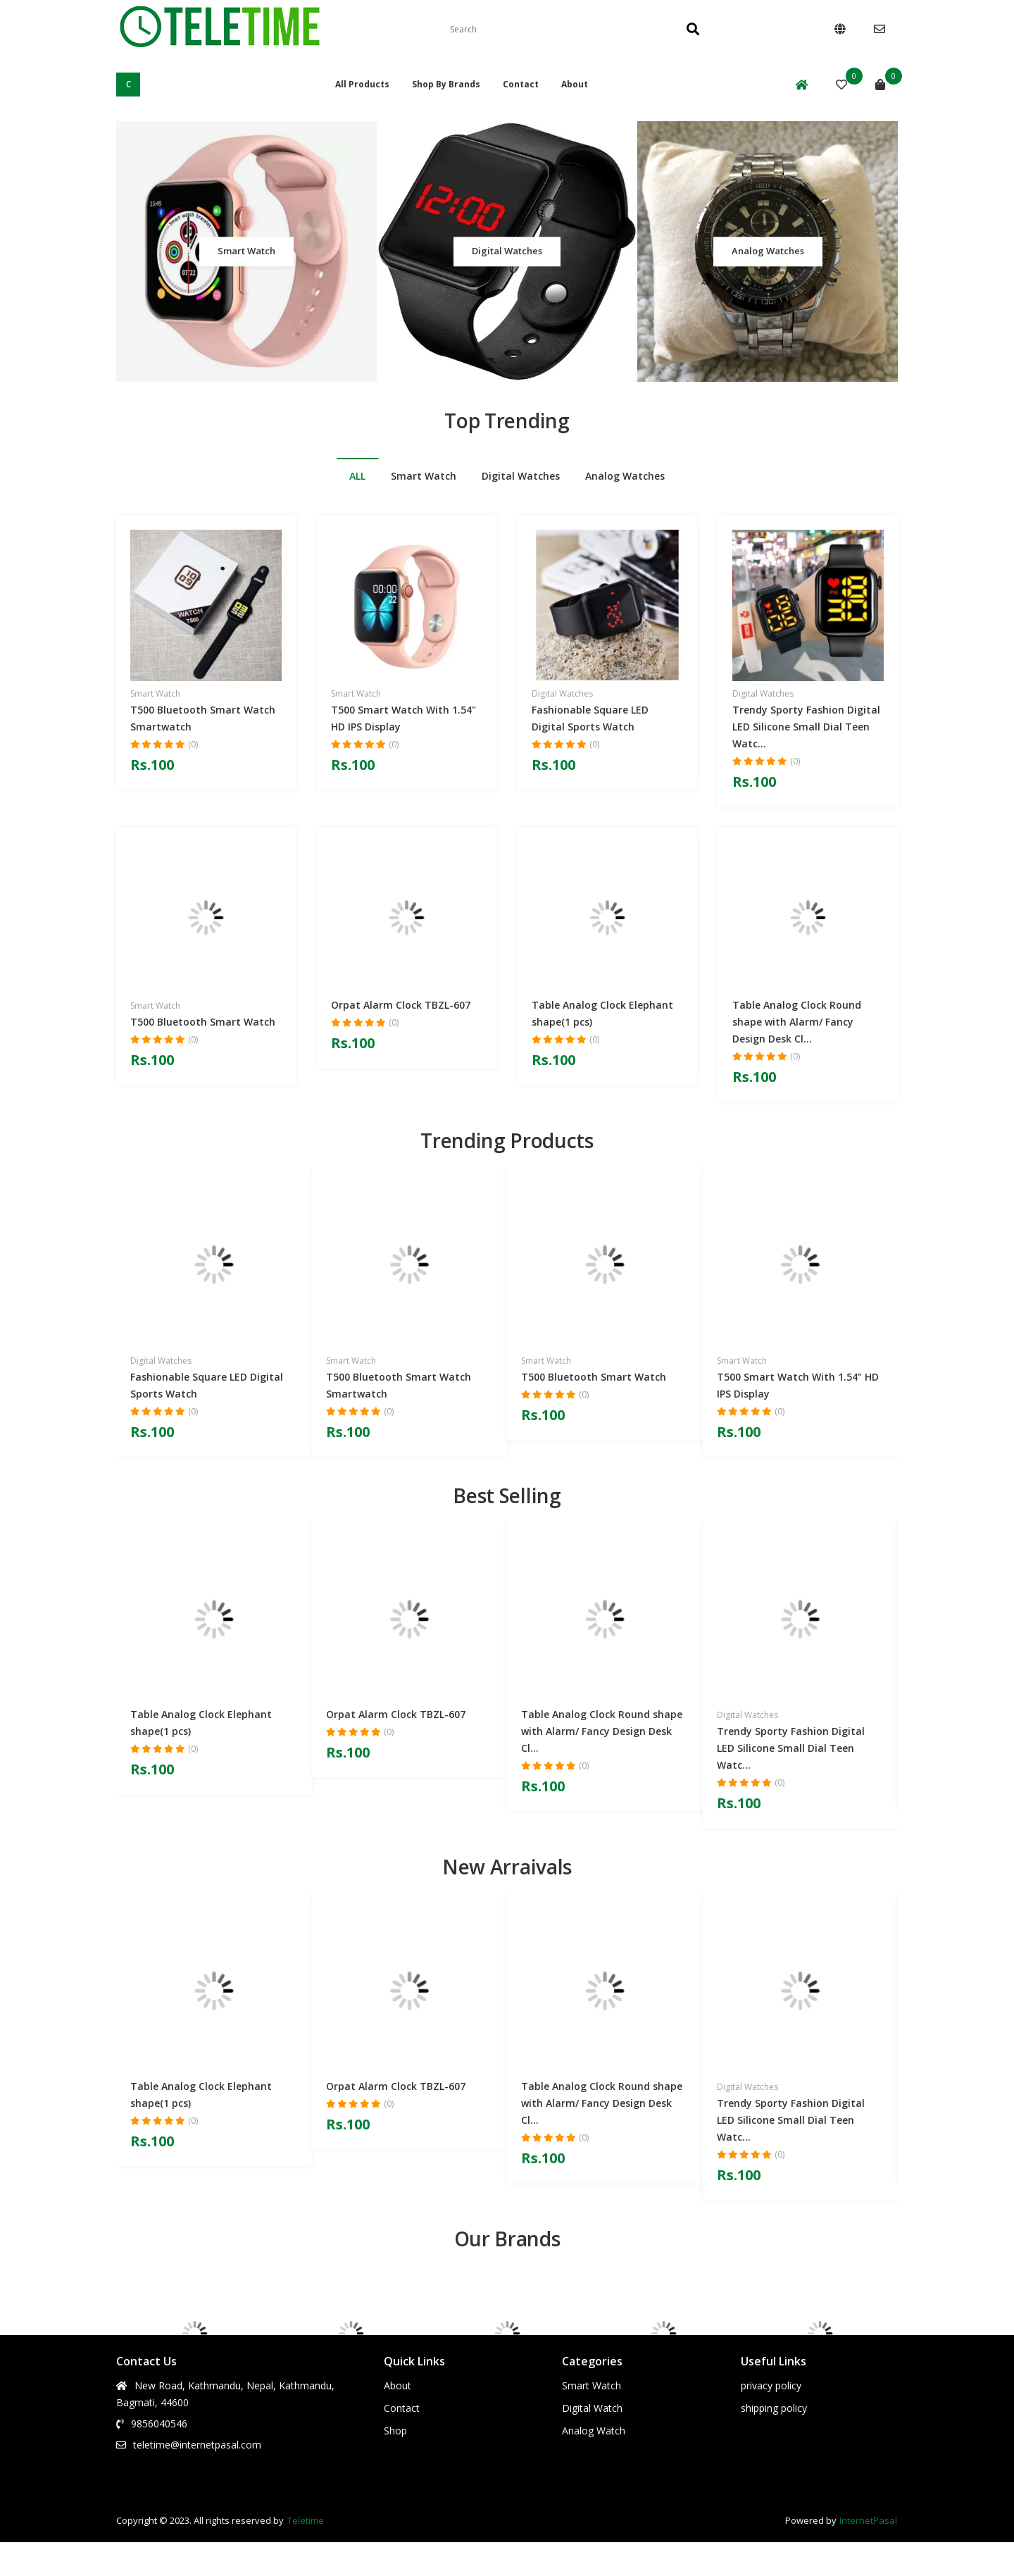 TELETIME
Search
C
All Products Shop By Brands Contact About
0 0
Smart Watch
Digital Watches
Analog Watches
Top Trending
ALL Smart Watch Digital Watches Analog Watches
Smart Watch
T500 Bluetooth Smart Watch
Smartwatch
(0)
Rs.100
Smart Watch
T500 Smart Watch With 1.54"
HD IPS Display
(0)
Rs.100
Digital Watches
Fashionable Square LED
Digital Sports Watch
(0)
Rs.100
Digital Watches
Trendy Sporty Fashion Digital
LED Silicone Small Dial Teen
Watc...
(0)
Rs.100
Smart Watch
T500 Bluetooth Smart Watch
(0)
Rs.100
Orpat Alarm Clock TBZL-607
(0)
Rs.100
Table Analog Clock Elephant
shape(1 pcs)
(0)
Rs.100
Table Analog Clock Round
shape with Alarm/ Fancy
Design Desk Cl...
(0)
Rs.100
Trending Products
Digital Watches
Fashionable Square LED Digital
Sports Watch
(0)
Rs.100
Smart Watch
T500 Bluetooth Smart Watch
Smartwatch
(0)
Rs.100
Smart Watch
T500 Bluetooth Smart Watch
(0)
Rs.100
Smart Watch
T500 Smart Watch With 1.54" HD
IPS Display
(0)
Rs.100
Best Selling
Table Analog Clock Elephant
shape(1 pcs)
(0)
Rs.100
Orpat Alarm Clock TBZL-607
(0)
Rs.100
Table Analog Clock Round shape
with Alarm/ Fancy Design Desk
Cl...
(0)
Rs.100
Digital Watches
Trendy Sporty Fashion Digital
LED Silicone Small Dial Teen
Watc...
(0)
Rs.100
New Arraivals
Table Analog Clock Elephant
shape(1 pcs)
(0)
Rs.100
Orpat Alarm Clock TBZL-607
(0)
Rs.100
Table Analog Clock Round shape
with Alarm/ Fancy Design Desk
Cl...
(0)
Rs.100
Digital Watches
Trendy Sporty Fashion Digital
LED Silicone Small Dial Teen
Watc...
(0)
Rs.100
Our Brands
Contact Us
New Road, Kathmandu, Nepal, Kathmandu,
Bagmati, 44600
9856040546
teletime@internetpasal.com
Quick Links
About
Contact
Shop
Categories
Smart Watch
Digital Watch
Analog Watch
Useful Links
privacy policy
shipping policy
Copyright © 2023. All rights reserved by Teletime
Powered by InternetPasal